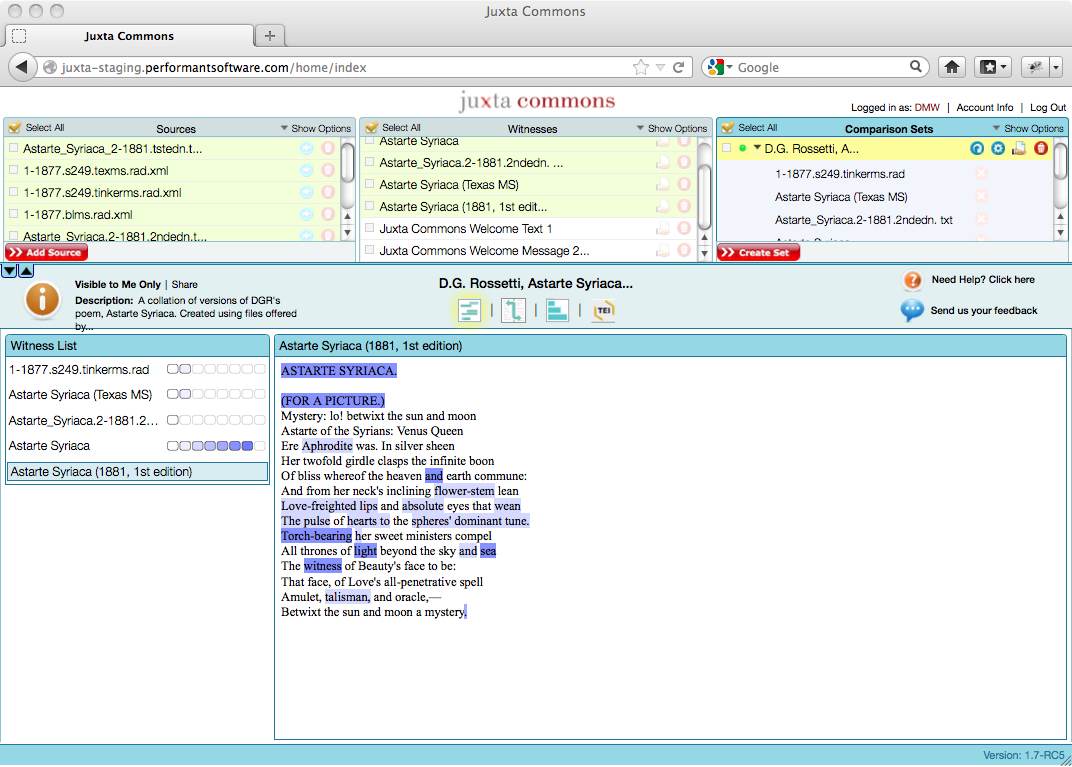 Juxta Commons
Juxta Commons
juxta-staging.performantsoftware.com/home/index
Google
juxta commons
Logged in as: DMW | Account Info | Log Out
Select All Sources Show Options
Astarte_Syriaca_2-1881.tstedn.t...
1-1877.s249.texms.rad.xml
1-1877.s249.tinkerms.rad.xml
1-1877.blms.rad.xml
Astarte_Syriaca.2-1881.2ndedn.t...
Add Source
Select All Witnesses Show Options
Astarte Syriaca
Astarte_Syriaca.2-1881.2ndedn. ...
Astarte Syriaca (Texas MS)
Astarte Syriaca (1881, 1st edit...
Juxta Commons Welcome Text 1
Juxta Commons Welcome Message 2...
Select All Comparison Sets Show Options
D.G. Rossetti, A...
1-1877.s249.tinkerms.rad
Astarte Syriaca (Texas MS)
Astarte_Syriaca.2-1881.2ndedn. txt
Create Set
Visible to Me Only | Share
Description: A collation of versions of DGR's
poem, Astarte Syriaca. Created using files offered
by...
D.G. Rossetti, Astarte Syriaca...
TEI
Need Help? Click here
Send us your feedback
Witness List
1-1877.s249.tinkerms.rad
Astarte Syriaca (Texas MS)
Astarte_Syriaca.2-1881.2...
Astarte Syriaca
Astarte Syriaca (1881, 1st edition)
Astarte Syriaca (1881, 1st edition)
ASTARTE SYRIACA.
(FOR A PICTURE.)
Mystery: lo! betwixt the sun and moon
Astarte of the Syrians: Venus Queen
Ere Aphrodite was. In silver sheen
Her twofold girdle clasps the infinite boon
Of bliss whereof the heaven and earth commune:
And from her neck's inclining flower-stem lean
Love-freighted lips and absolute eyes that wean
The pulse of hearts to the spheres' dominant tune.
Torch-bearing her sweet ministers compel
All thrones of light beyond the sky and sea
The witness of Beauty's face to be:
That face, of Love's all-penetrative spell
Amulet, talisman, and oracle,—
Betwixt the sun and moon a mystery.
Version: 1.7-RC5